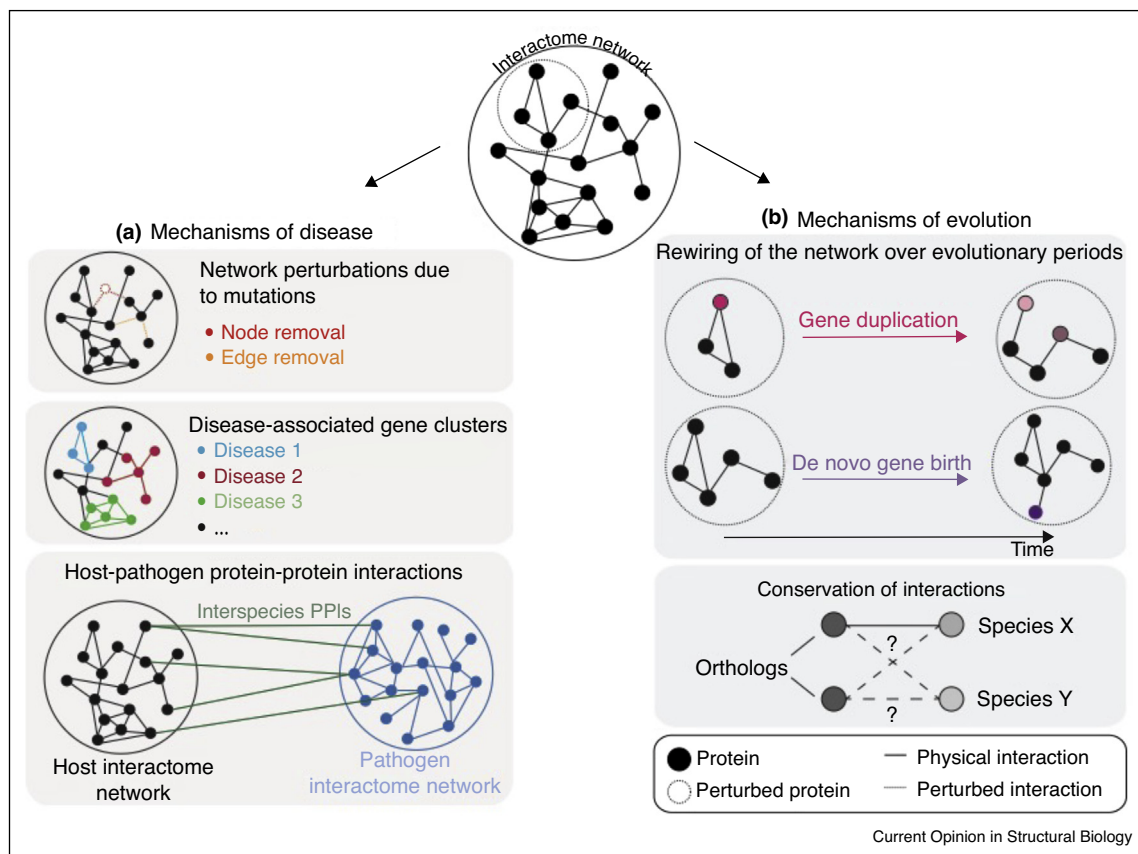 Interactome network
(a) Mechanisms of disease
Network perturbations due
to mutations
• Node removal
• Edge removal
Disease-associated gene clusters
• Disease 1
• Disease 2
• Disease 3
• ...
Host-pathogen protein-protein interactions
Interspecies PPIs
Host interactome
network
Pathogen
interactome network
(b) Mechanisms of evolution
Rewiring of the network over evolutionary periods
Gene duplication
De novo gene birth
Time
Conservation of interactions
Orthologs
?
?
Species X
Species Y
Protein
Physical interaction
Perturbed protein
Perturbed interaction
Current Opinion in Structural Biology